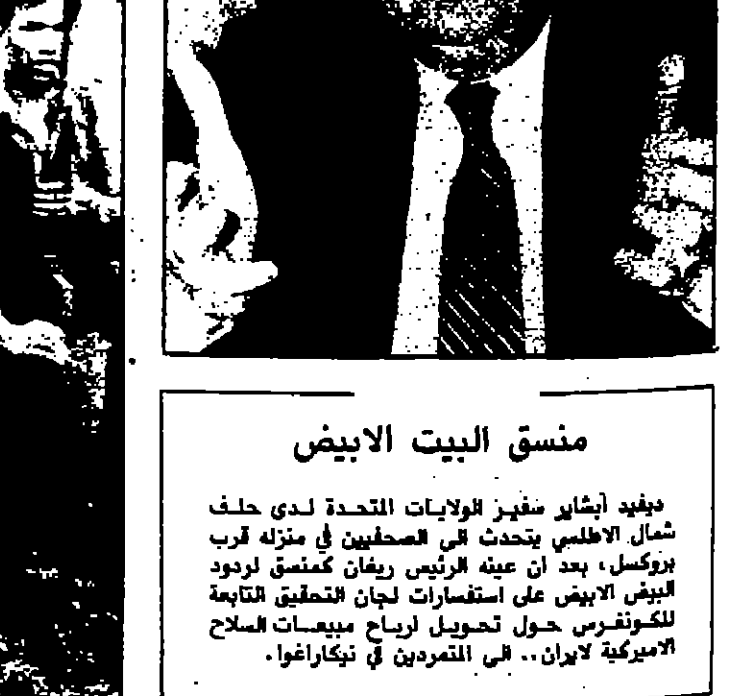 منسق البيت الابيض
ديفيد أبشاير سفير الولايات المتحدة لدى حلف
شمال الاطلسي يتحدث الى الصحفيين في منزله قرب
بروكسل، بعد ان عينه الرئيس ريغان كمنسق لردود
البيض الابيض على استفسارات لجان التحقيق التابعة
للكونغرس حول تحويل ارباح مبيعات السلاح
الاميركية لايران.. الى المتمردين في نيكاراغوا.